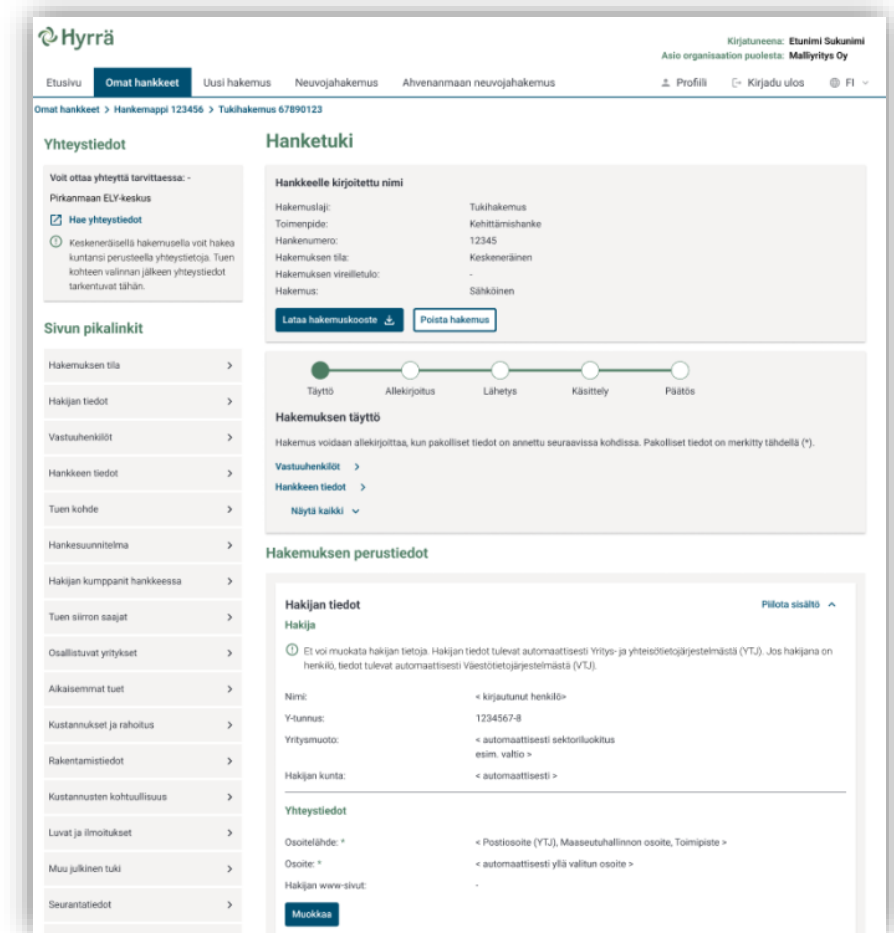 Hyrrä
Kirjatuneena: Etunimi Sukunimi
Asio organisaation puolesta: Malliyritys Oy
Etusivu Omat hankkeet Uusi hakemus Neuvojahakemus Ahvenanmaan neuvojahakemus Profiili Kirjadu ulos FI
Omat hankkeet > Hankemappi 123456 > Tukihakemus 67890123
Yhteystiedot
Voit ottaa yhteyttä tarvittaessa: -
Pirkanmaan ELY-keskus
Hae yhteystiedot
Keskeneräisellä hakemusella voit hakea
kuntansi perusteella yhteystietoja. Tuen
kohteen valinnan jälkeen yhteystiedot
tarkentuvat tähän.
Sivun pikalinkit
Hakemuksen tila
Hakijan tiedot
Vastuuhenkilöt
Hankkeen tiedot
Tuen kohde
Hankesuunnitelma
Hakijan kumppanit hankkeessa
Tuen siirron saajat
Osallistuvat yritykset
Aikaisemmat tuet
Kustannukset ja rahoitus
Rakentamistiedot
Kustannusten kohtuullisuus
Luvat ja ilmoitukset
Muu julkinen tuki
Seurantatiedot
Hanketuki
Hankkeelle kirjoitettu nimi
Hakemuslaji: Tukihakemus
Toimenpide: Kehittämishanke
Hankenumero: 12345
Hakemuksen tila: Keskeneräinen
Hakemuksen vireilletulo: -
Hakemus: Sähköinen
Lataa hakemuskooste Poista hakemus
Täyttö Allekirjoitus Lähetys Käsittely Päätös
Hakemuksen täyttö
Hakemus voidaan allekirjoittaa, kun pakolliset tiedot on annettu seuraavissa kohdissa. Pakolliset tiedot on merkitty tähdellä (*).
Vastuuhenkilöt >
Hankkeen tiedot >
Näytä kaikki
Hakemuksen perustiedot
Hakijan tiedot Piilota sisältö
Hakija
Et voi muokata hakijan tietoja. Hakijan tiedot tulevat automaattisesti Yritys- ja yhteisötietojärjestelmästä (YTJ). Jos hakijana on
henkilö, tiedot tulevat automaattisesti Väestötietojärjestelmästä (VTJ).
Nimi: < kirjautunut henkilö>
Y-tunnus: 1234567-8
Yritysmuoto: < automaattisesti sektoriluokitus
esim. valtio >
Hakijan kunta: < automaattisesti >
Yhteystiedot
Osoitelähde: * < Postiosoite (YTJ), Maaseutuhallinnon osoite, Toimipiste >
Osoite: * < automaattisesti yllä valitun osoite >
Hakijan www-sivut: -
Muokkaa